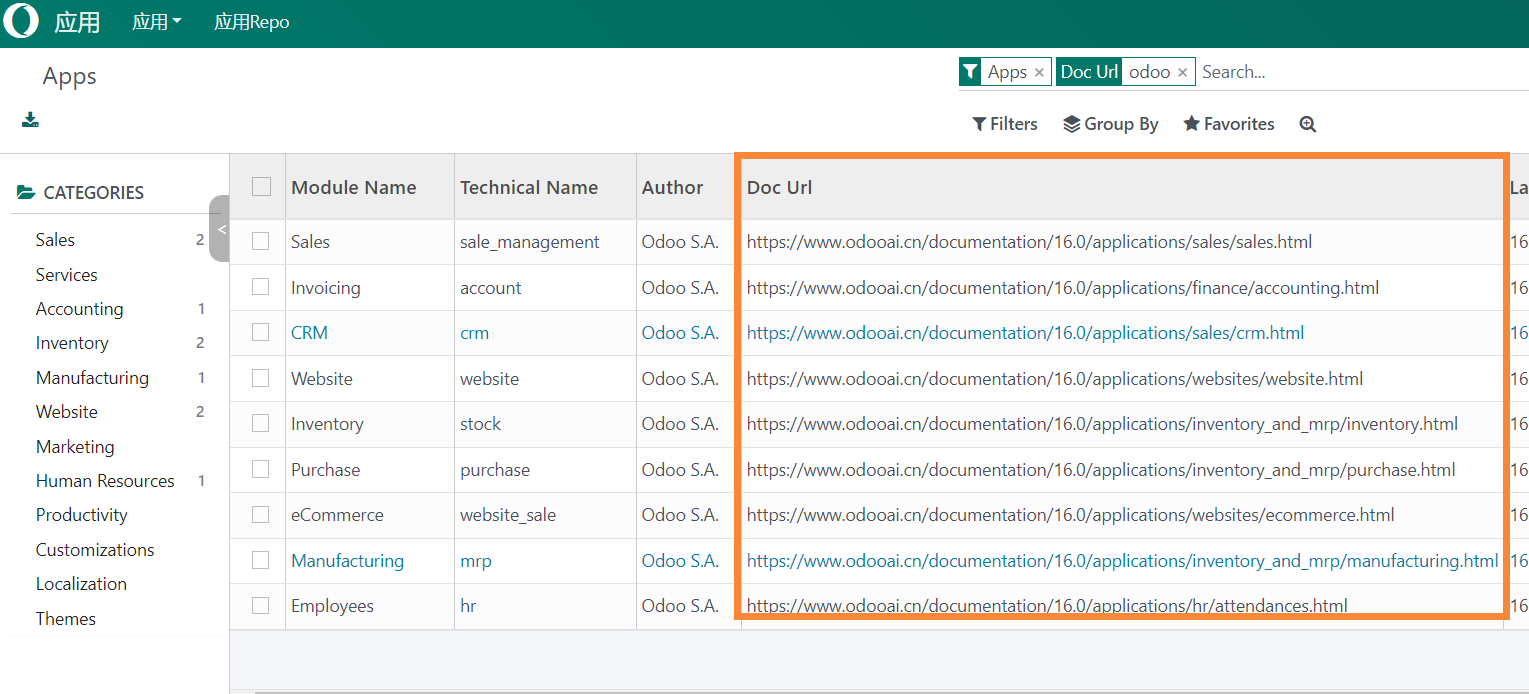 应用 应用 应用Repo
Apps
Apps × Doc Url odoo × Search...
Filters Group By Favorites
CATEGORIES
Sales 2
Services
Accounting 1
Inventory 2
Manufacturing 1
Website 2
Marketing
Human Resources 1
Productivity
Customizations
Localization
Themes
<
Module Name Technical Name Author Doc Url La
Sales sale_management Odoo S.A. https://www.odooai.cn/documentation/16.0/applications/sales/sales.html 16
Invoicing account Odoo S.A. https://www.odooai.cn/documentation/16.0/applications/finance/accounting.html 16
CRM crm Odoo S.A. https://www.odooai.cn/documentation/16.0/applications/sales/crm.html 16
Website website Odoo S.A. https://www.odooai.cn/documentation/16.0/applications/websites/website.html 16
Inventory stock Odoo S.A. https://www.odooai.cn/documentation/16.0/applications/inventory_and_mrp/inventory.html 16
Purchase purchase Odoo S.A. https://www.odooai.cn/documentation/16.0/applications/inventory_and_mrp/purchase.html 16
eCommerce website_sale Odoo S.A. https://www.odooai.cn/documentation/16.0/applications/websites/ecommerce.html 16
Manufacturing mrp Odoo S.A. https://www.odooai.cn/documentation/16.0/applications/inventory_and_mrp/manufacturing.html 16
Employees hr Odoo S.A. https://www.odooai.cn/documentation/16.0/applications/hr/attendances.html 16